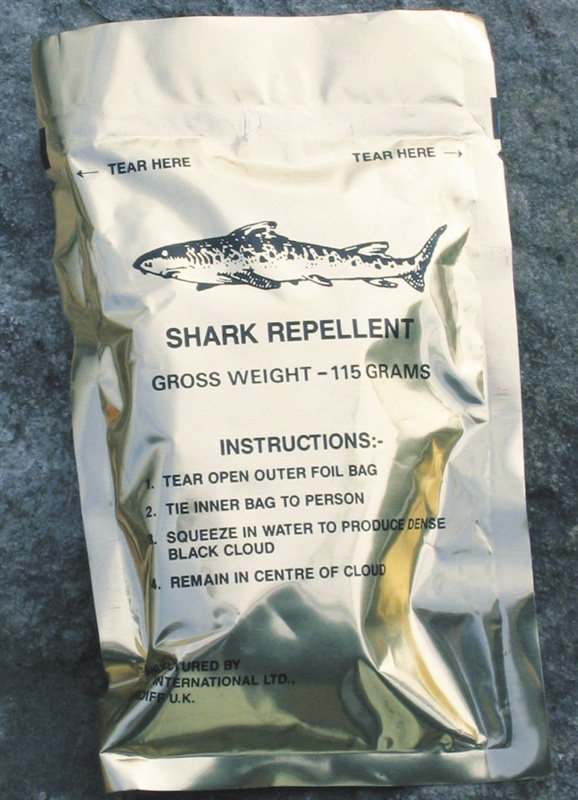 ← TEAR HERE TEAR HERE →
SHARK REPELLENT
GROSS WEIGHT – 115 GRAMS
INSTRUCTIONS:-
1. TEAR OPEN OUTER FOIL BAG
2. TIE INNER BAG TO PERSON
3. SQUEEZE IN WATER TO PRODUCE DENSE
BLACK CLOUD
4. REMAIN IN CENTRE OF CLOUD
BY
INTERNATIONAL LTD.,
U.K.